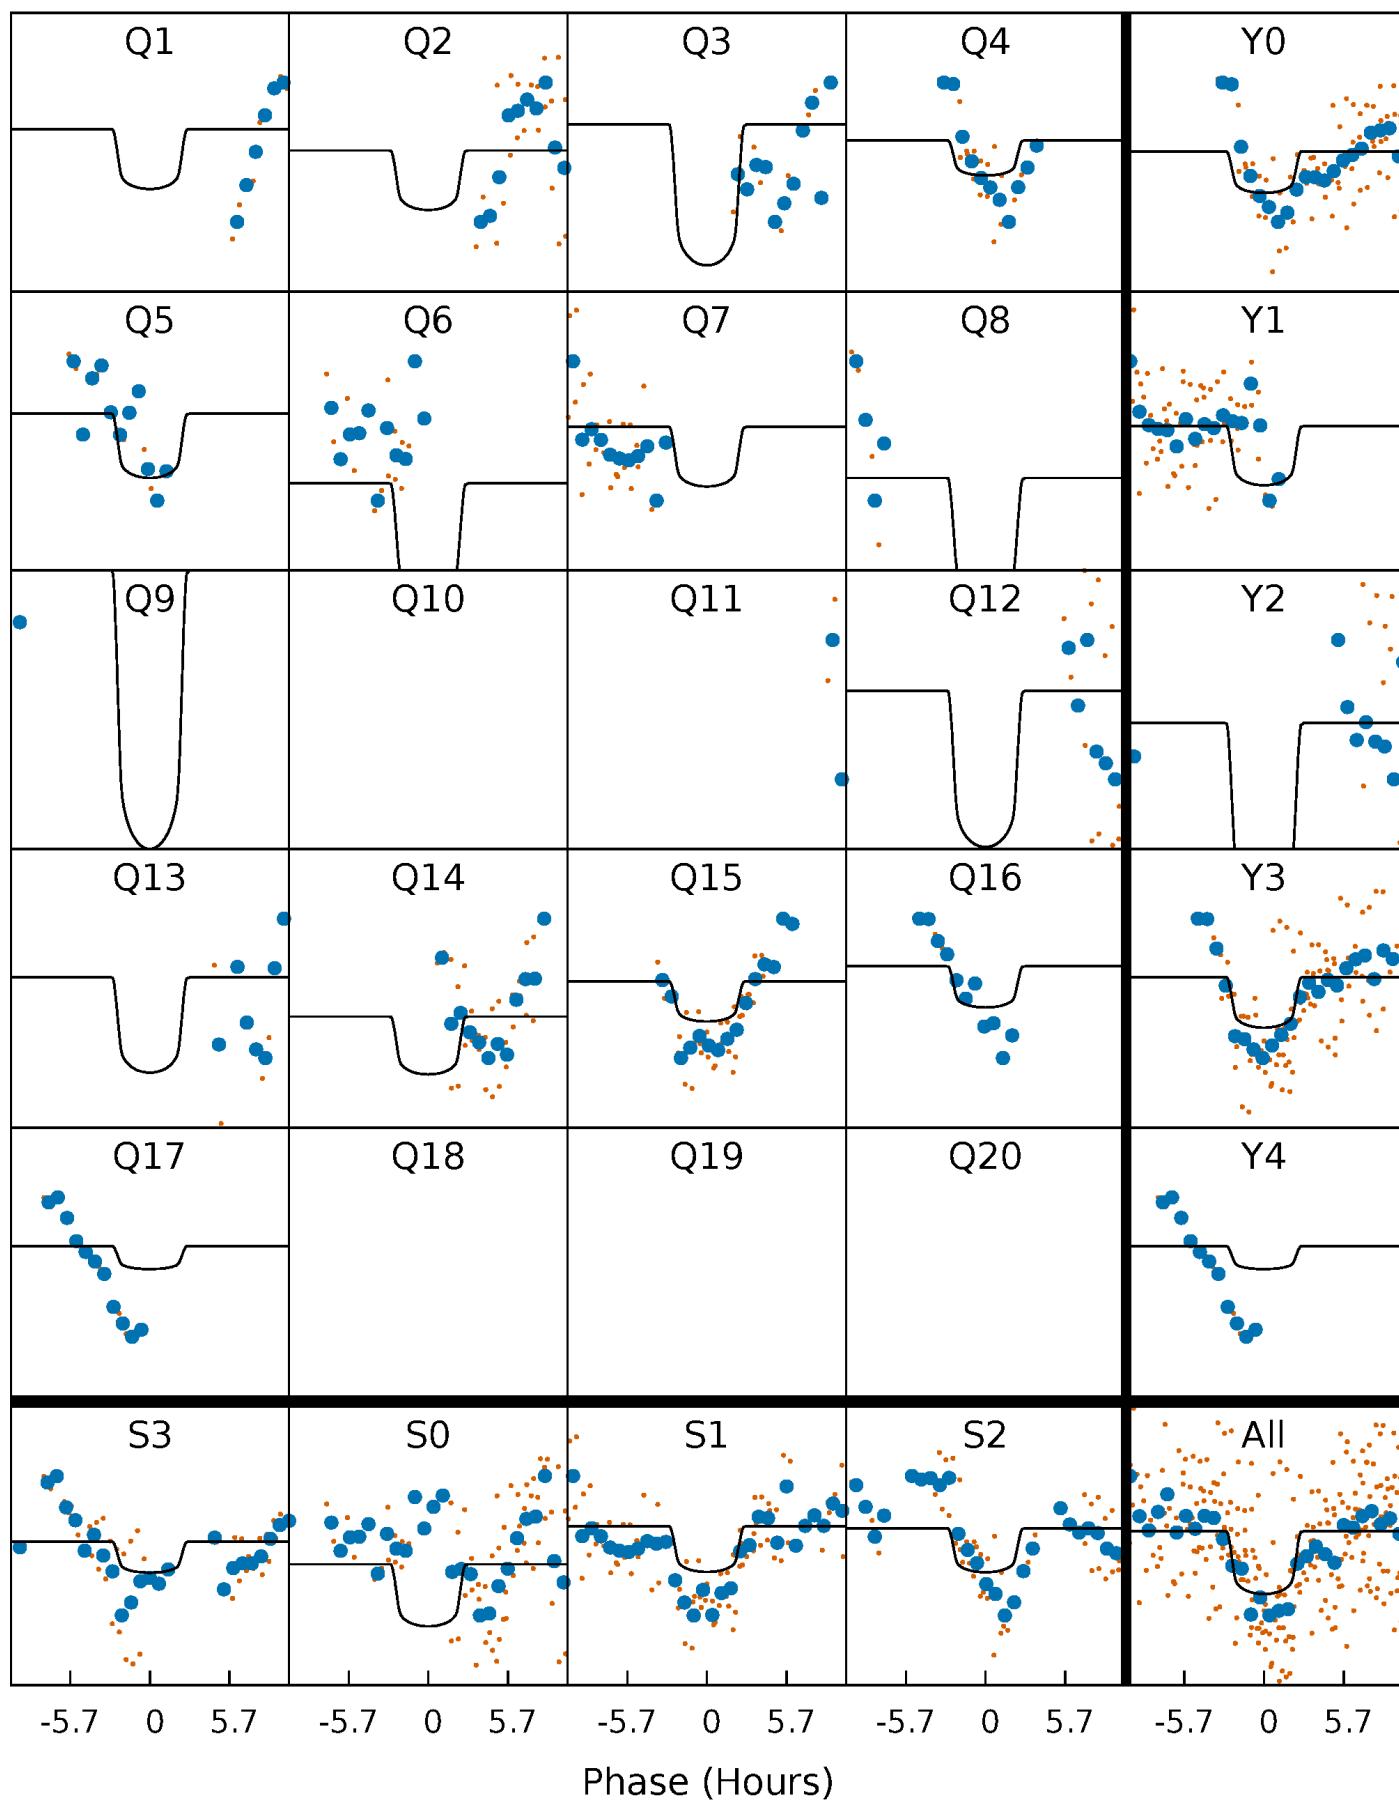 Q1 Q2 Q3 Q4 Y0
Q5 Q6 Q7 Q8 Y1
Q9 Q10 Q11 Q12 Y2
Q13 Q14 Q15 Q16 Y3
Q17 Q18 Q19 Q20 Y4
S3 S0 S1 S2 All
-5.7 0 5.7 -5.7 0 5.7 -5.7 0 5.7 -5.7 0 5.7 -5.7 0 5.7
Phase (Hours)